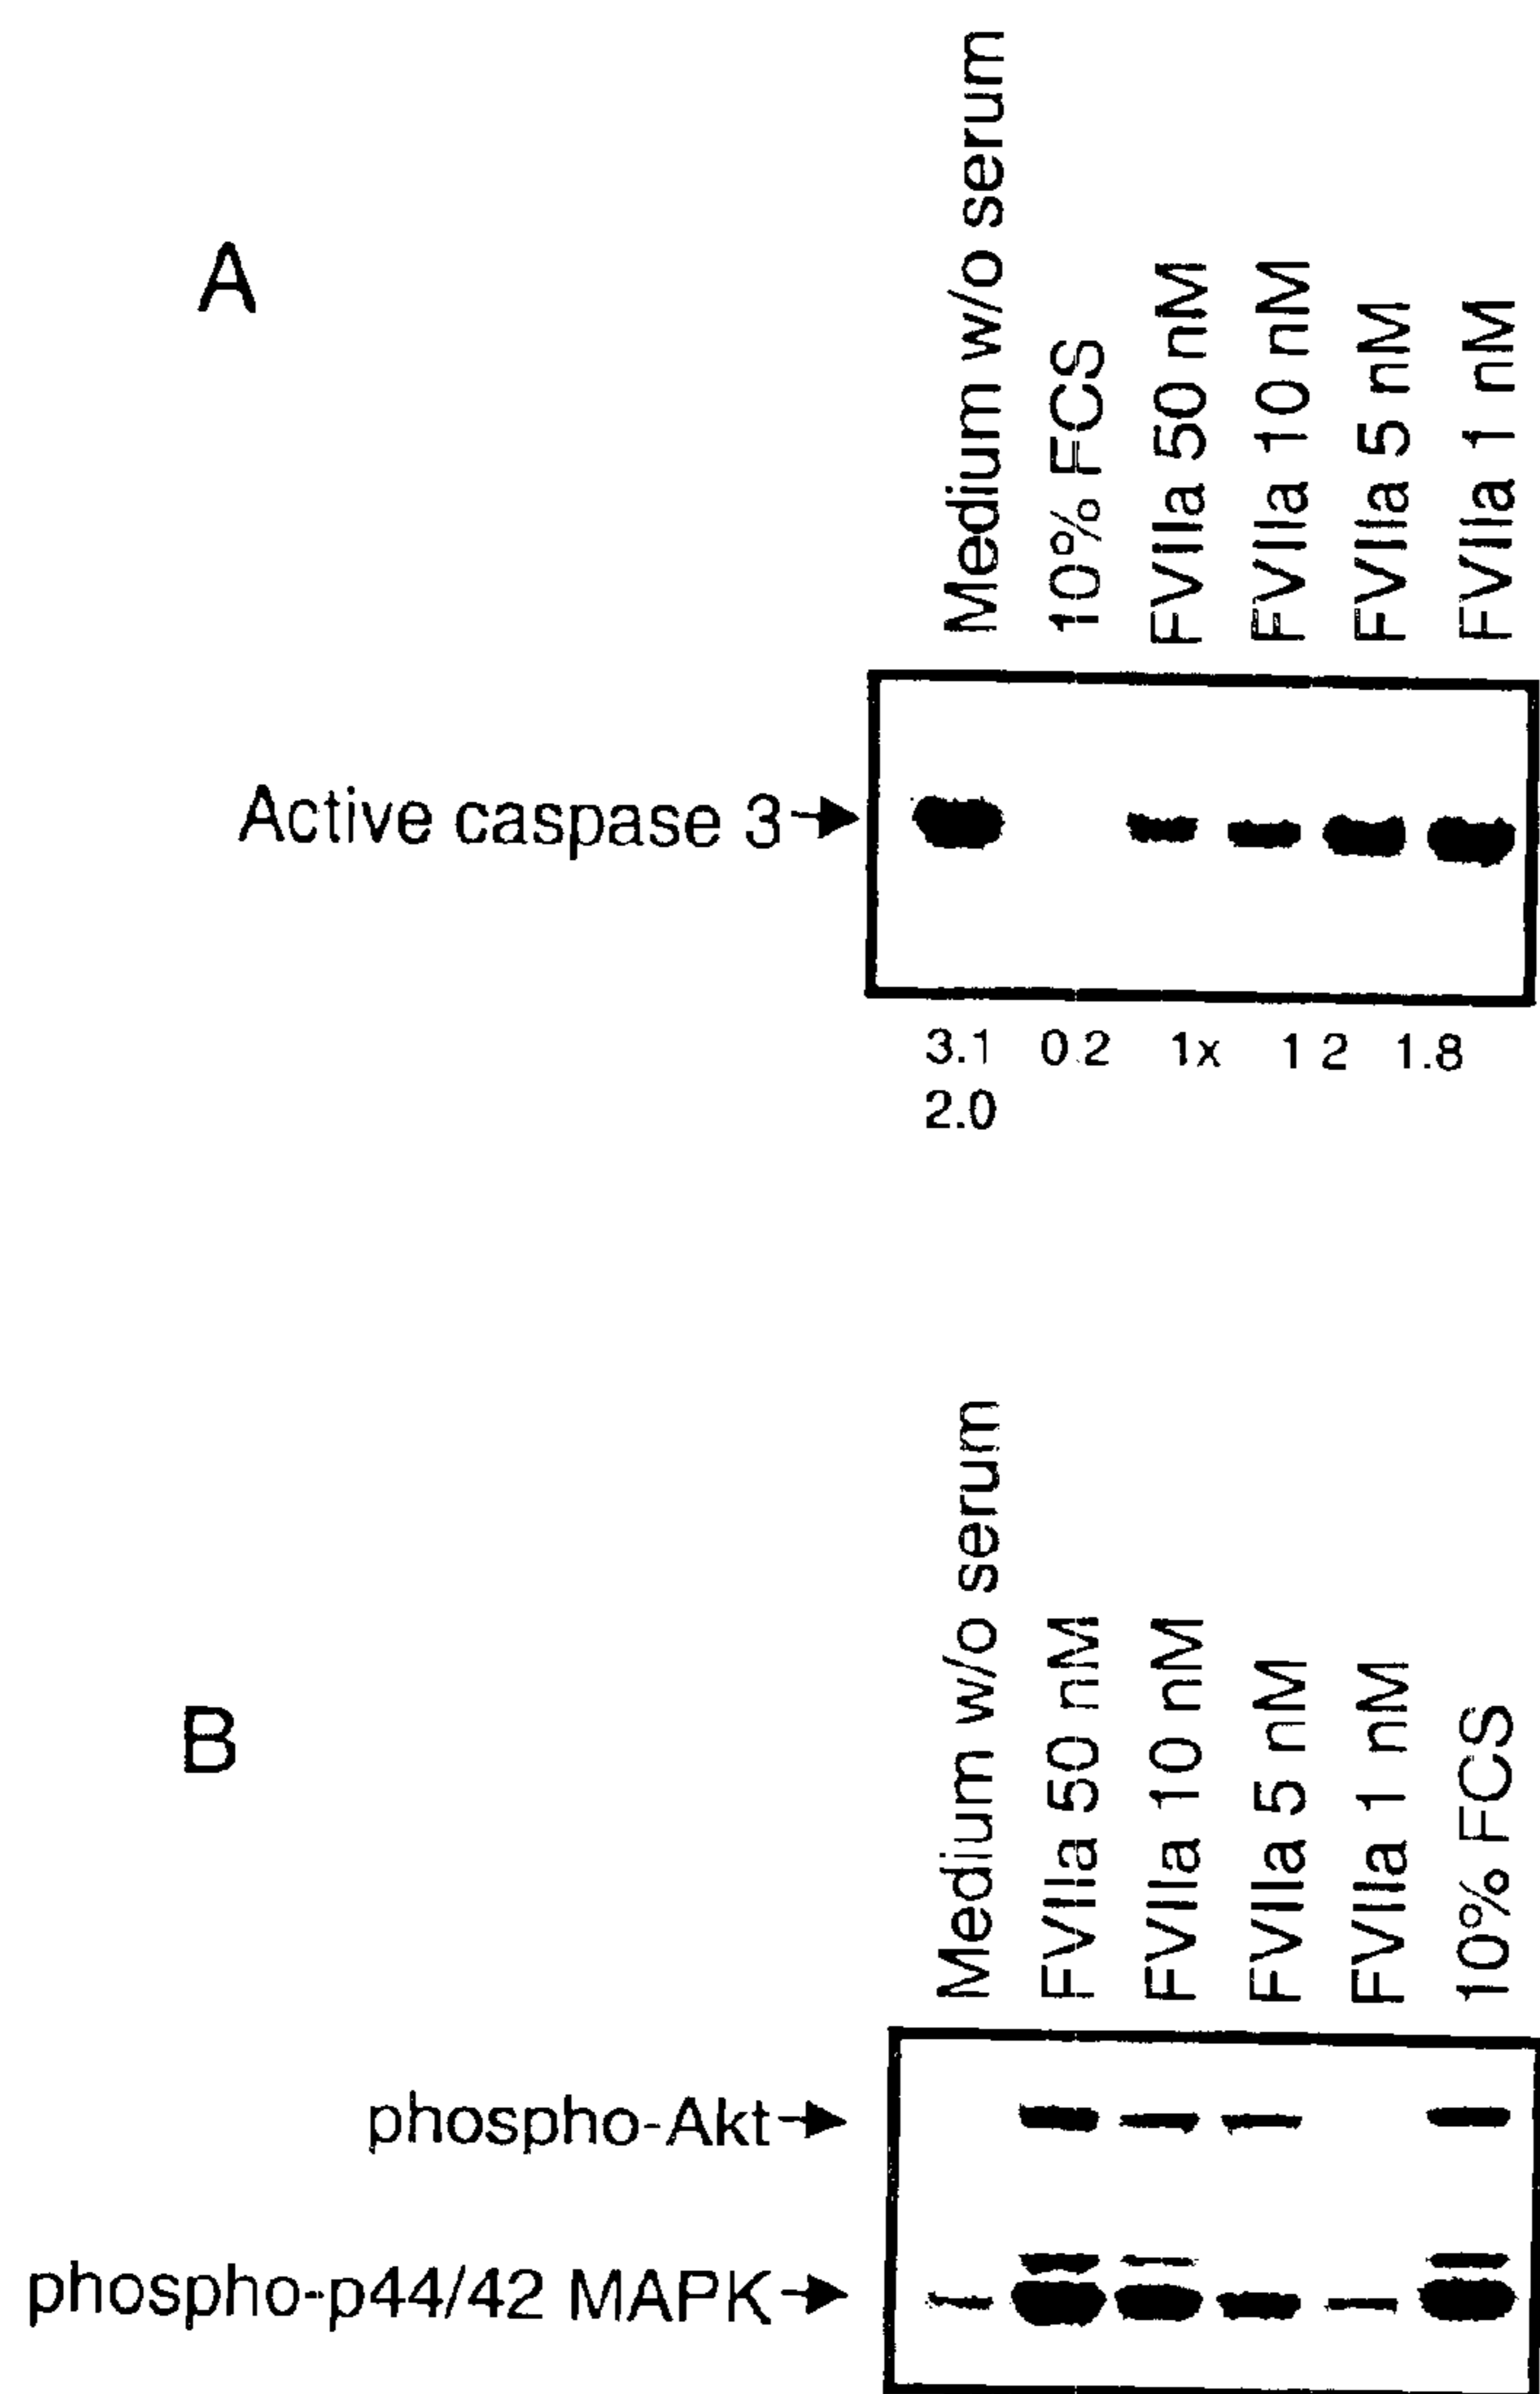 A
Medium w/o serum
10% FCS
FVIIa 50 nM
FVIIa 10 nM
FVIIa 5 nM
FVIIa 1 nM
Active caspase 3
3.1 0.2 1x 1 2 1.8
2.0
B
Medium w/o serum
FVIIa 50 nM
FVIIa 10 nM
FVIIa 5 nM
FVIIa 1 nM
10% FCS
phospho-Akt
phospho-p44/42 MAPK